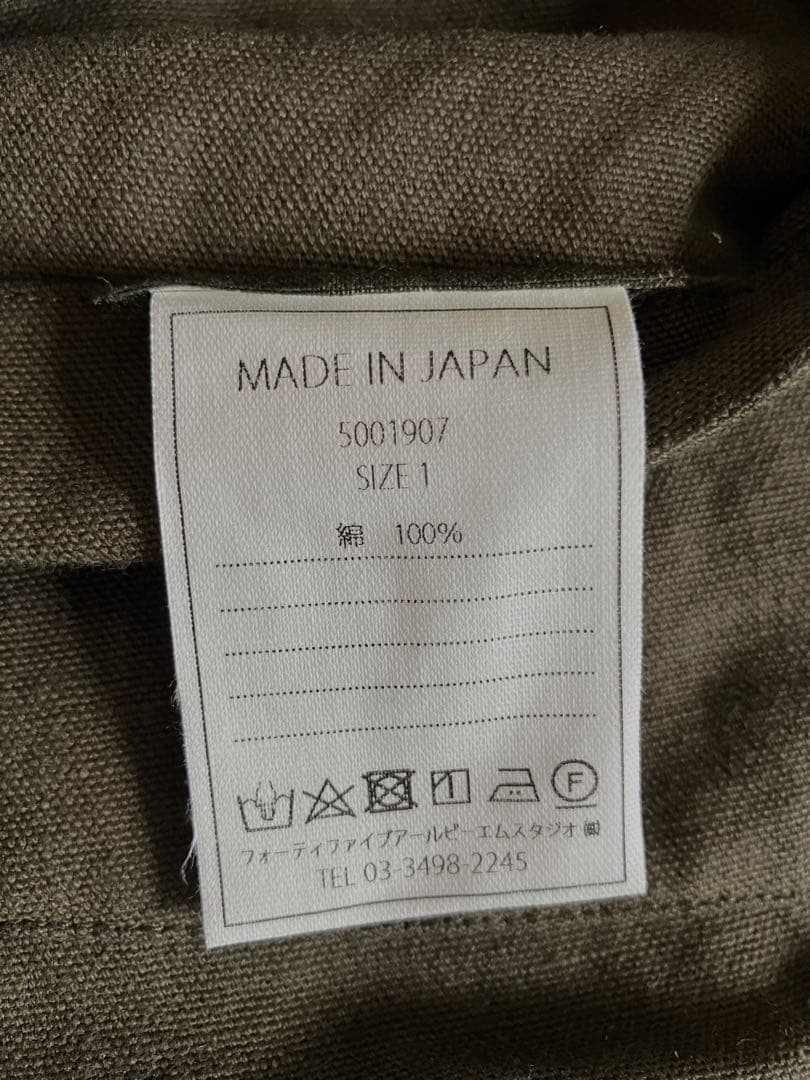 MADE IN JAPAN
5001907
SIZE 1
綿 100%
F
フォーティファイブアールピーエムスタジオ ㈱
TEL 03-3498-2245